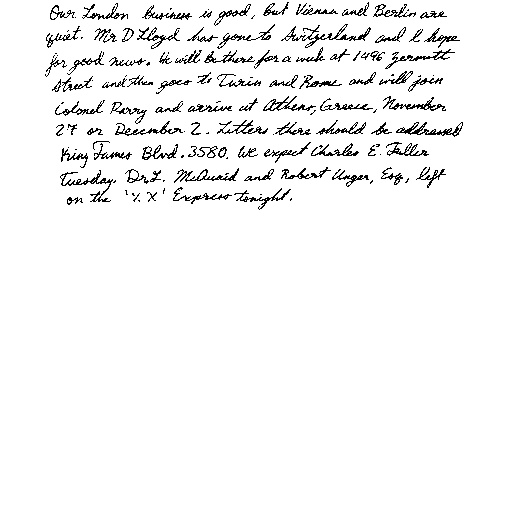 Our London business is good, but Vienna and Berlin are
quiet. Mr D Lloyd has gone to Switzerland and I hope
for good news. He will be there for a week at 1496 Zermott
Street and then goes to Turin and Rome and will join
Colonel Parry and arrive at Athens, Greece, November
27 or December 2. Letters there should be addressed
King James Blvd. 3580. We expect Charles E. Fuller
Tuesday. Dr. L. McQuaid and Robert Unger, Esq., left
on the 'Y. X' Express tonight.